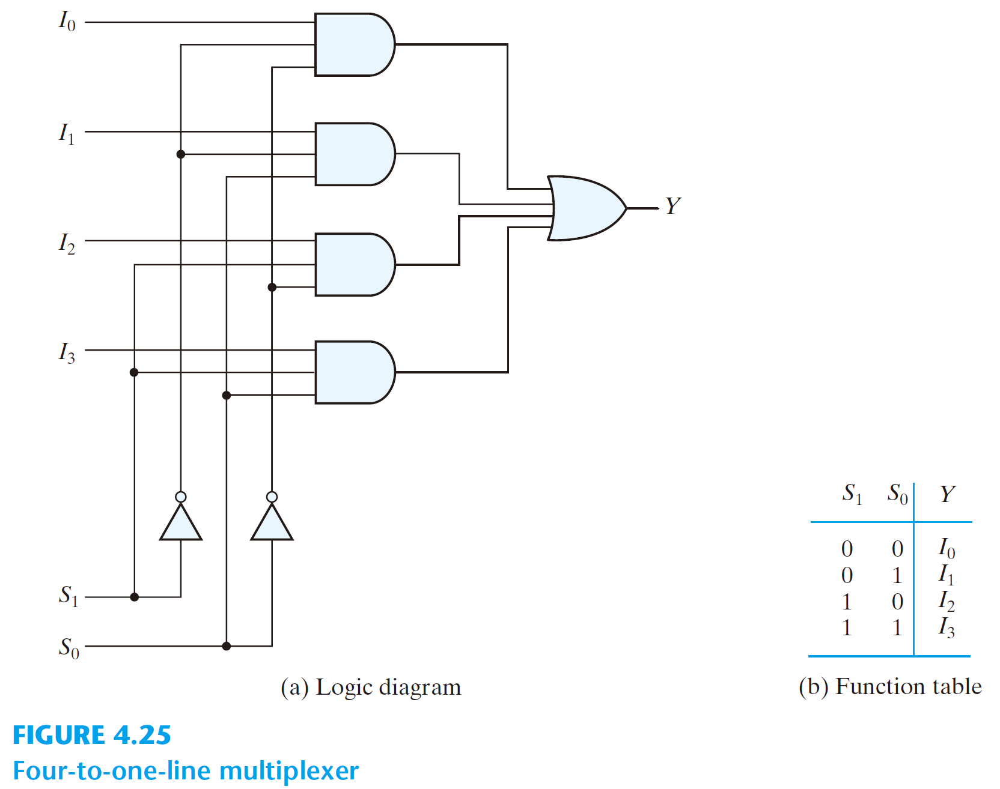 I0
I1
I2
I3
Y
S1
S0
S1 S0 Y
0 0 I0
0 1 I1
1 0 I2
1 1 I3
(a) Logic diagram
(b) Function table
FIGURE 4.25
Four-to-one-line multiplexer